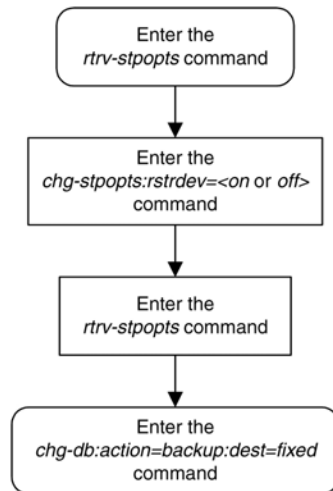 Enter the
rtrv-stpopts command
Enter the
chg-stpopts:rstrdev=<on or off>
command
Enter the
rtrv-stpopts command
Enter the
chg-db:action=backup:dest=fixed
command